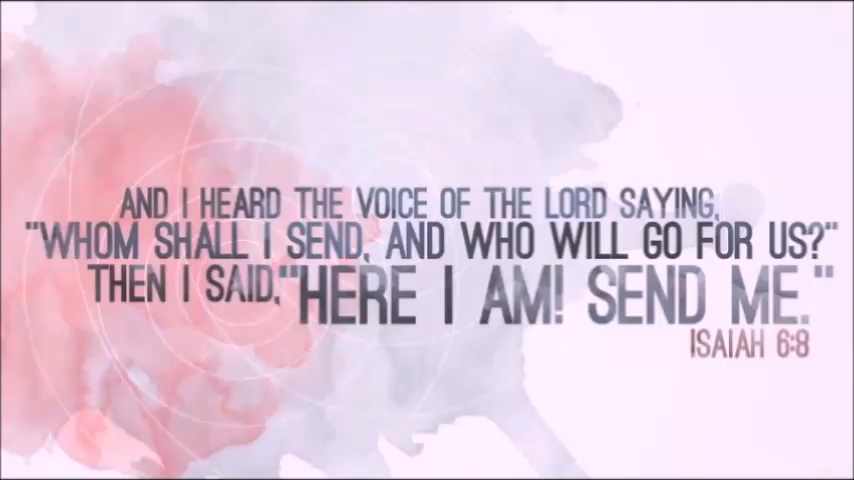 AND I HEARD THE VOICE OF THE LORD SAYING,
"WHOM SHALL I SEND, AND WHO WILL GO FOR US?"
THEN I SAID, "HERE I AM! SEND ME."
ISAIAH 6:8